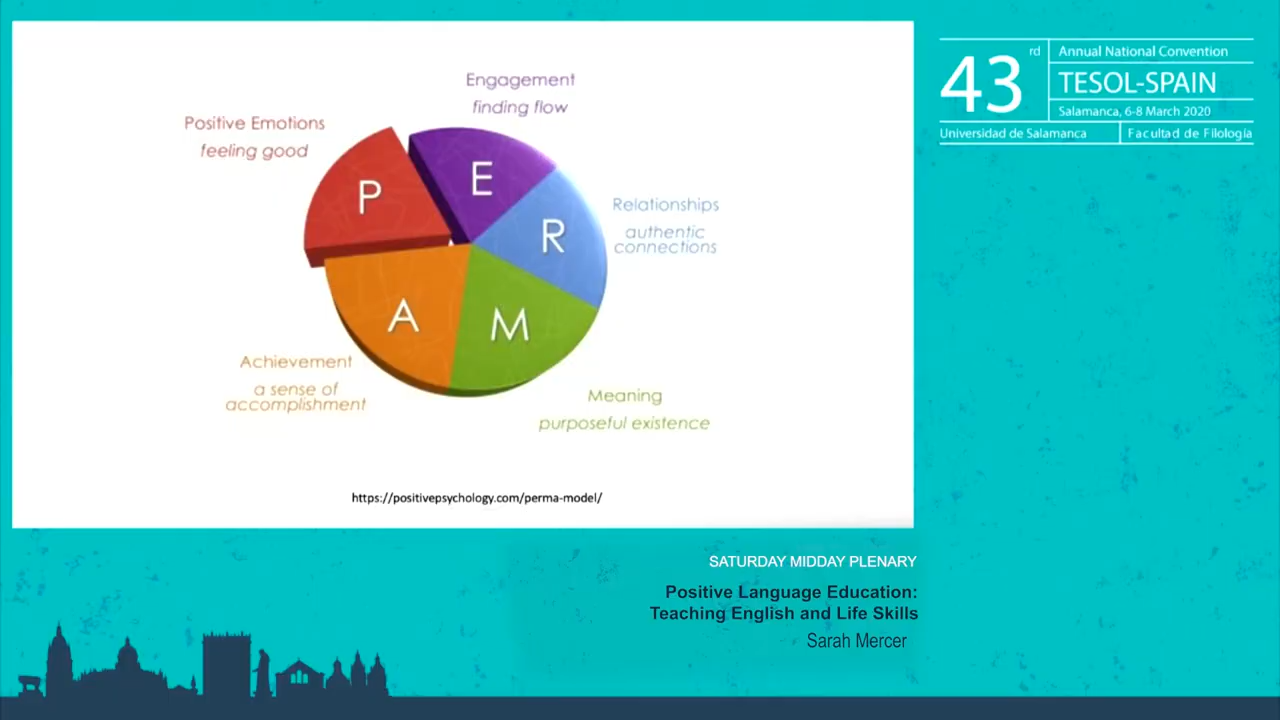 Engagement
finding flow
Positive Emotions
feeling good
P
E
R
Relationships
authentic
connections
A
M
Achievement
a sense of
accomplishment
Meaning
purposeful existence
https://positivepsychology.com/perma-model/
43rd
Annual National Convention
TESOL-SPAIN
Salamanca, 6-8 March 2020
Universidad de Salamanca
Facultad de Filología
SATURDAY MIDDAY PLENARY
Positive Language Education:
Teaching English and Life Skills
Sarah Mercer